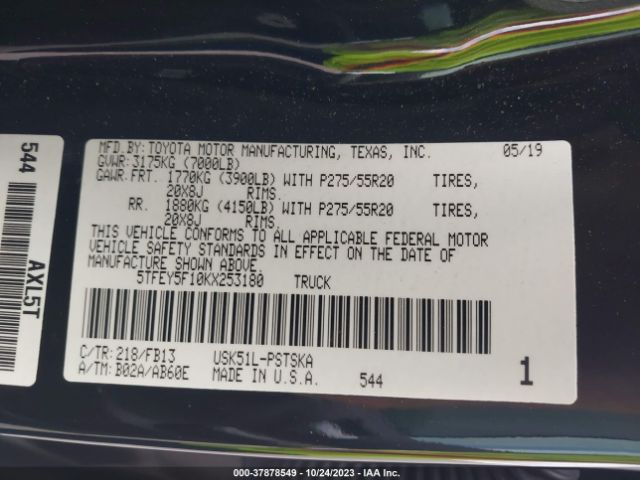 544
AXL5T
MFD.BY:TOYOTA MOTOR MANUFACTURING, TEXAS, INC. 05/19
GVWR:3175KG (7000LB)
GAWR.FRT. 1770KG (3900LB) WITH P275/55R20 TIRES,
20X8J RIMS.
RR. 1880KG (4150LB) WITH P275/55R20 TIRES,
20X8J RIMS.
THIS VEHICLE CONFORMS TO ALL APPLICABLE FEDERAL MOTOR
VEHICLE SAFETY STANDARDS IN EFFECT ON THE DATE OF
MANUFACTURE SHOWN ABOVE.
5TFEY5F10KX253180 TRUCK
C/TR:218/FB13 USK51L-PSTSKA
A/TM:B02A/AB60E MADE IN U.S.A. 544 1
000-37878549 - 10/24/2023 - IAA Inc.